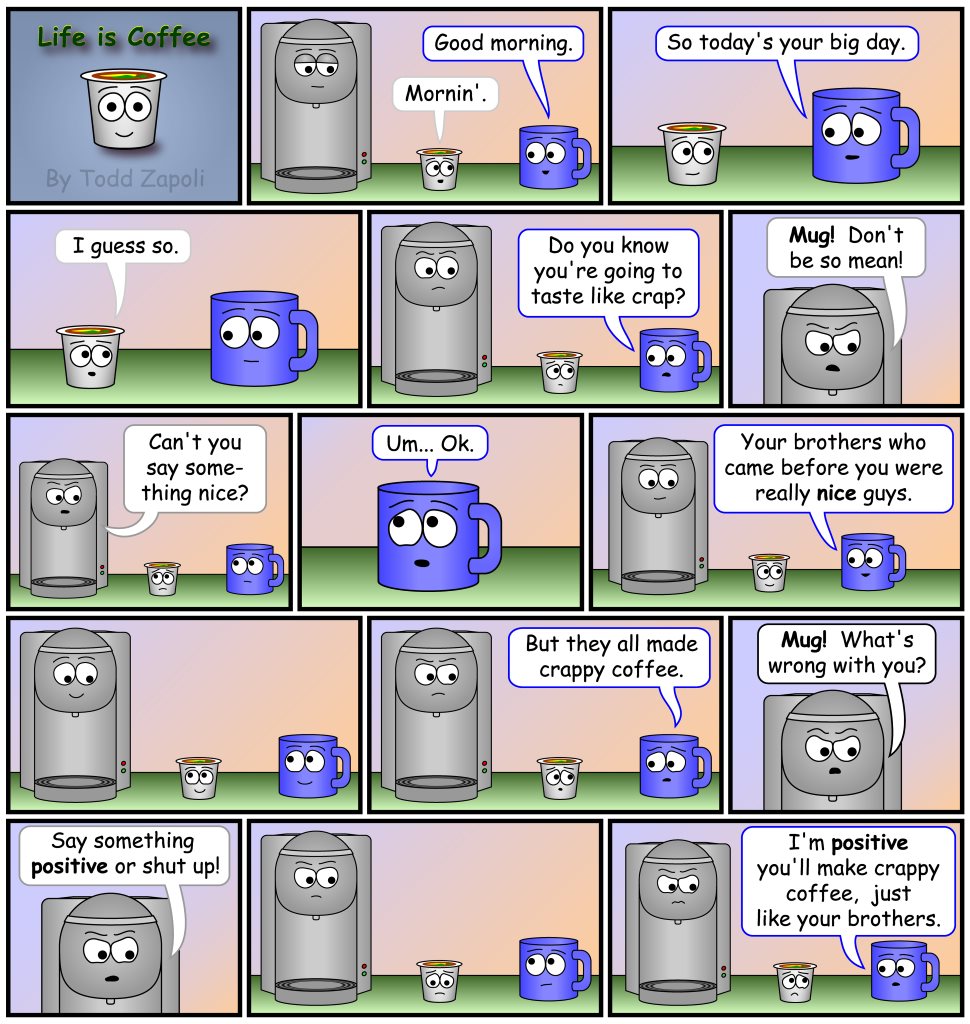 Life is Coffee
By Todd Zapoli
Good morning.
Mornin'.
So today's your big day.
I guess so.
Do you know
you're going to
taste like crap?
Mug! Don't
be so mean!
Can't you
say some-
thing nice?
Um... Ok.
Your brothers who
came before you were
really nice guys.
But they all made
crappy coffee.
Mug! What's
wrong with you?
Say something
positive or shut up!
I'm positive
you'll make crappy
coffee, just
like your brothers.